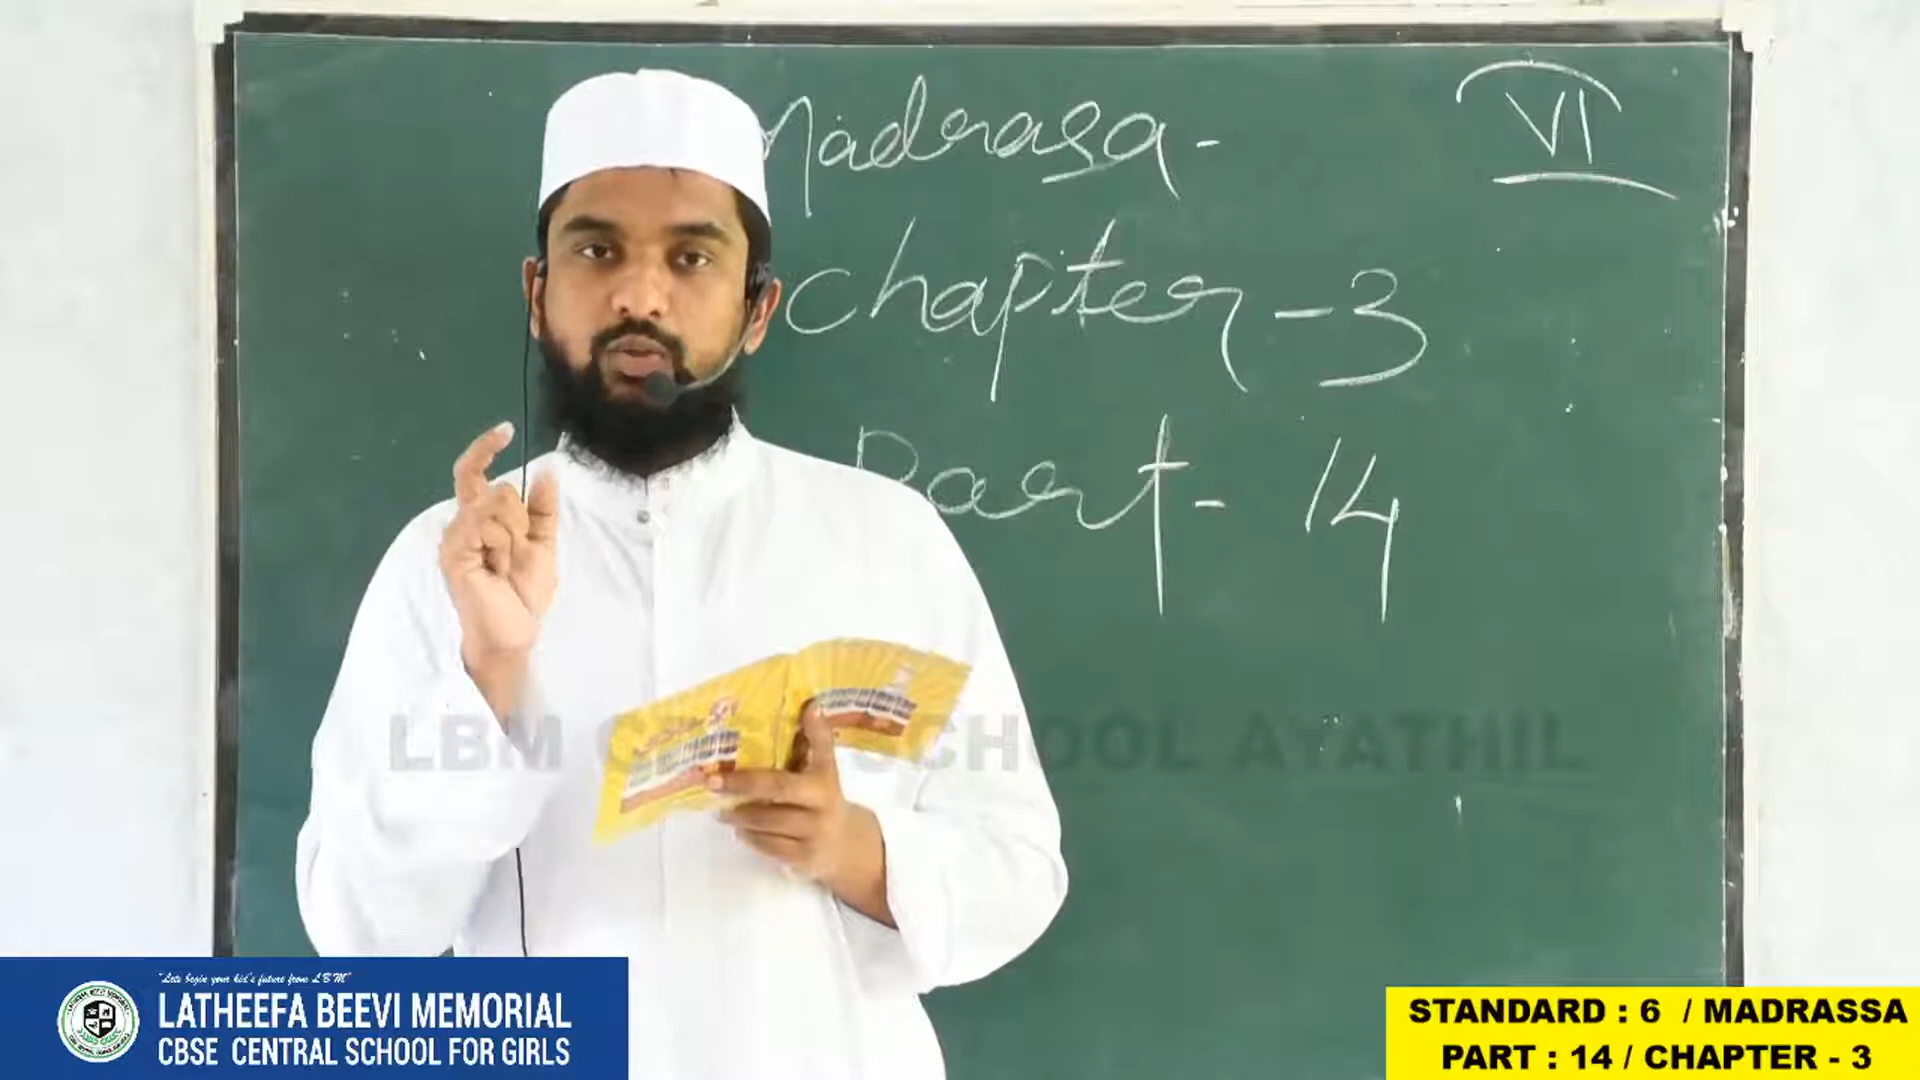 Madrasa -
VI
Chapter - 3
Part - 14
LBM CBSE SCHOOL AYATHIL
"Lets begin your kid's future from LBM"
LATHEEFA BEEVI MEMORIAL
CBSE CENTRAL SCHOOL FOR GIRLS
STANDARD : 6 / MADRASSA
PART : 14 / CHAPTER - 3